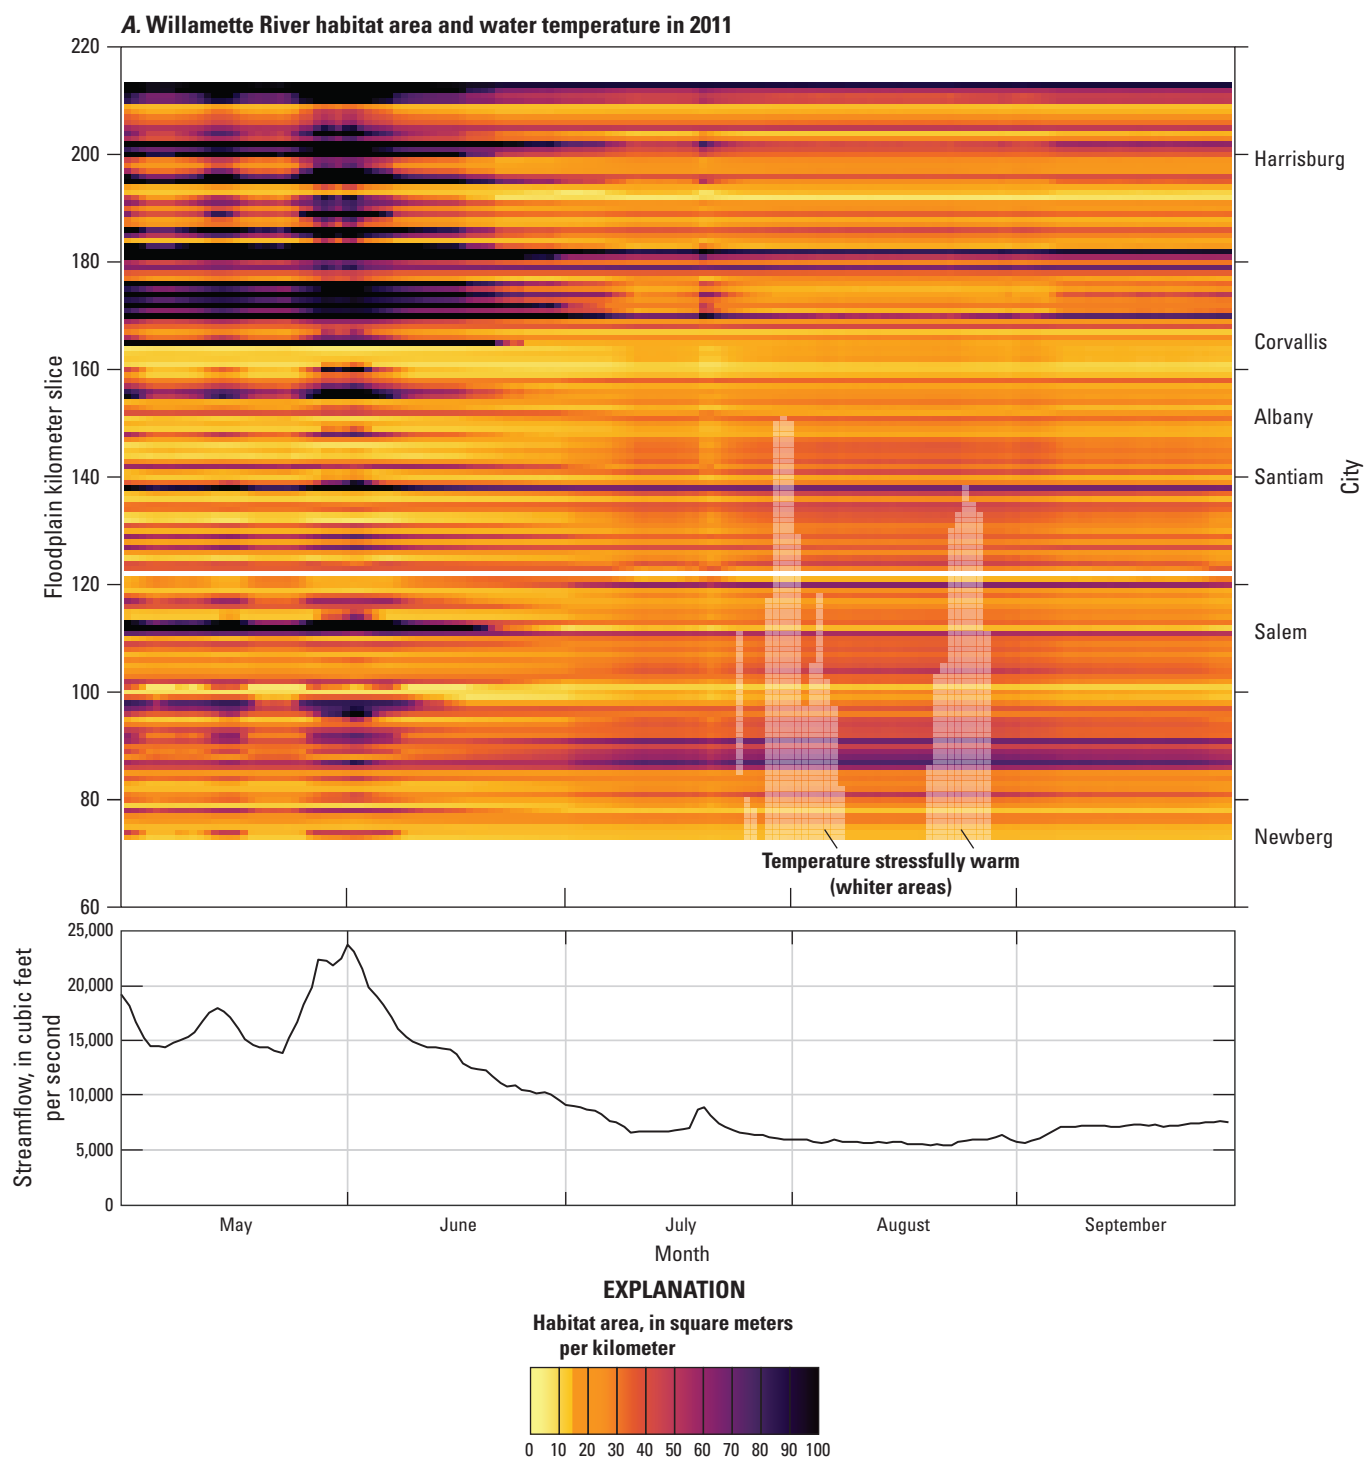 A. Willamette River habitat area and water temperature in 2011
220
200
180
160
140
120
100
80
60
Floodplain kilometer slice
Harrisburg
Corvallis
Albany
Santiam
Salem
Newberg
City
Temperature stressfully warm
(whiter areas)
25,000
20,000
15,000
10,000
5,000
0
Streamflow, in cubic feet
per second
May June July August September
Month
EXPLANATION
Habitat area, in square meters
per kilometer
0 10 20 30 40 50 60 70 80 90 100